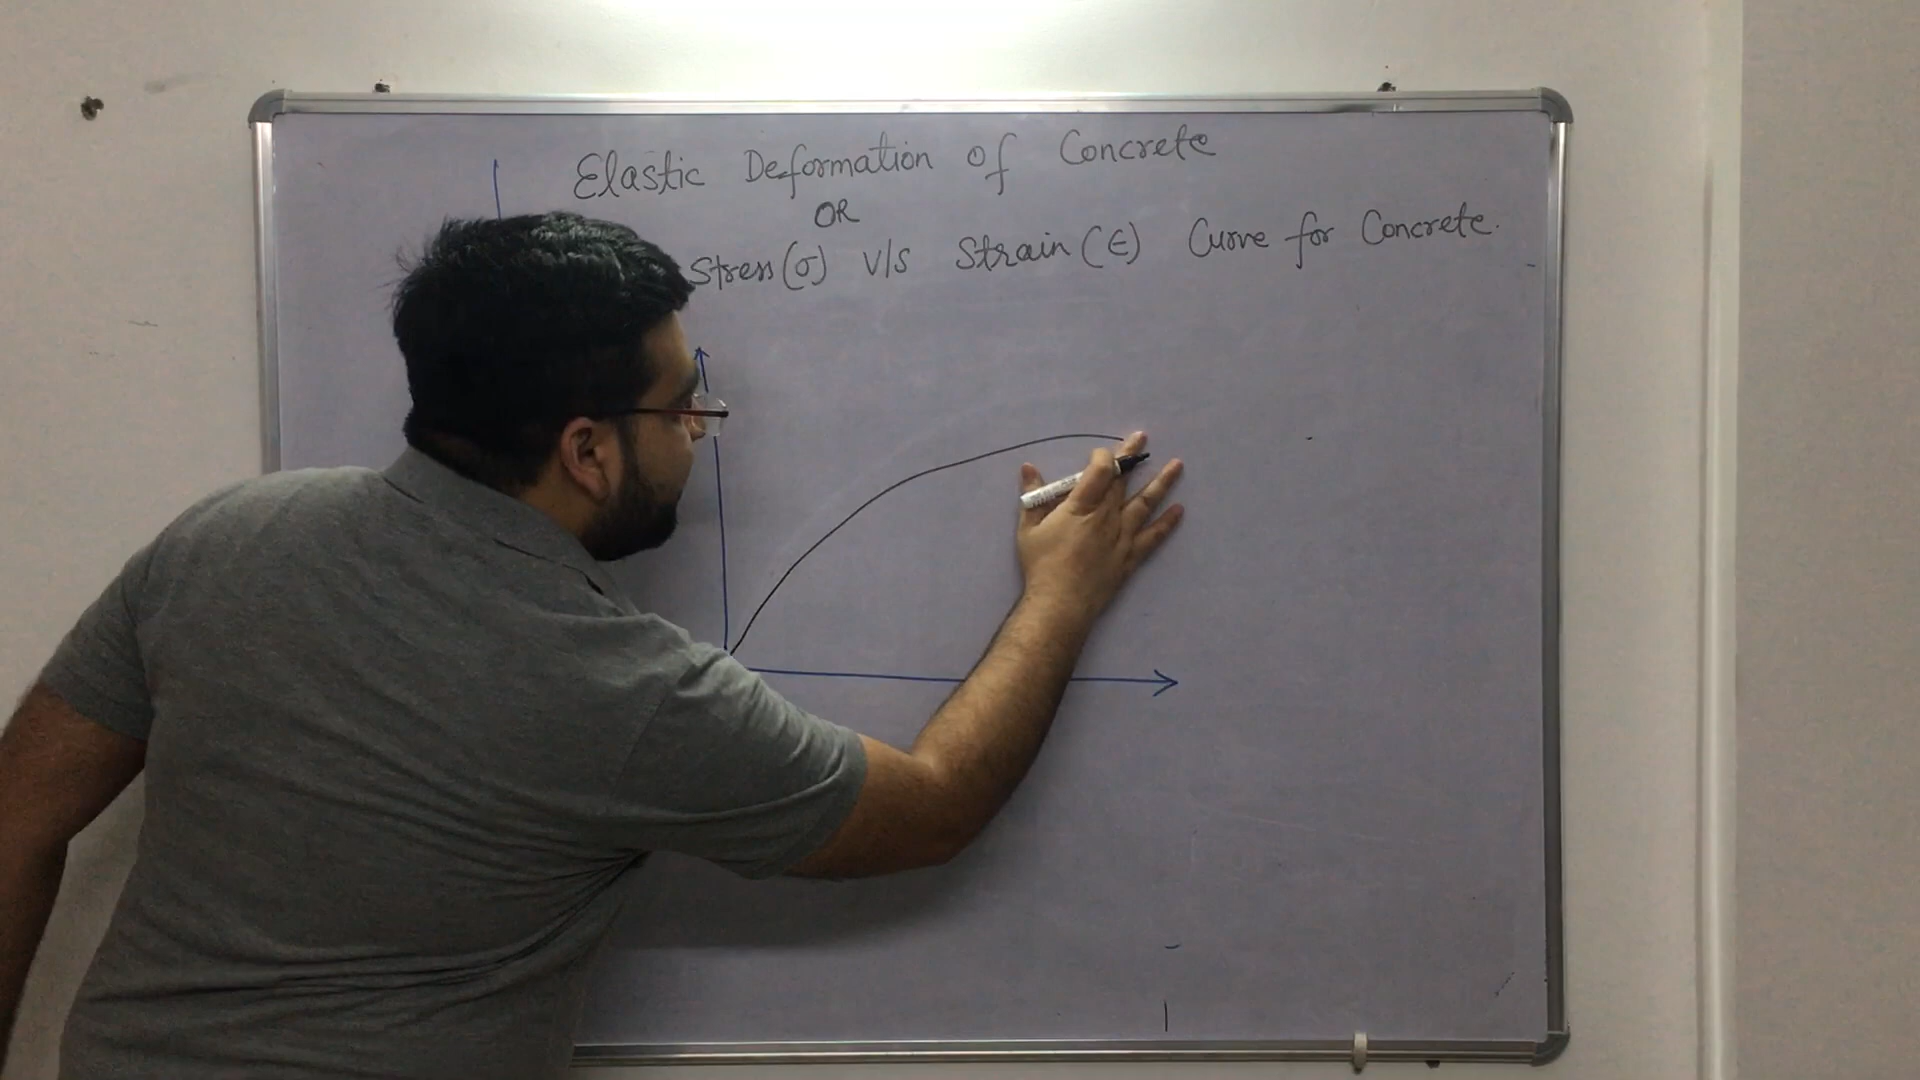 Elastic Deformation of Concrete
OR
Stress (σ) V/s Strain (ϵ) Curve for Concrete.